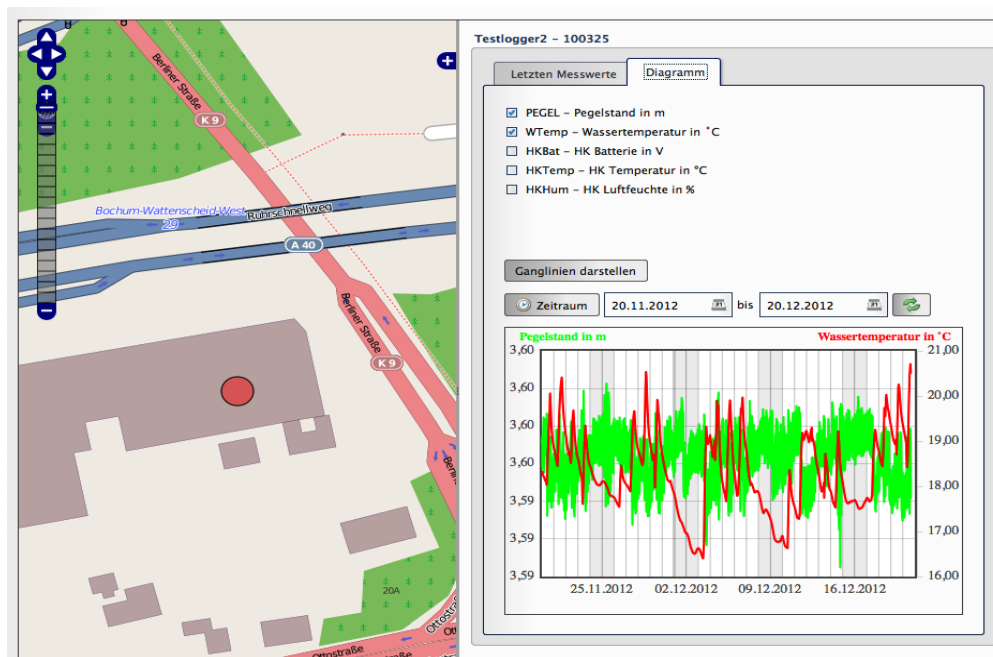 Berliner Straße
K 9
Bochum-Wattenscheid-West
29
Ruhrschnellweg
A 40
Berliner Straße
K 9
20A
Ottostraße
Ottostraße
Testlogger2 – 100325
Letzten Messwerte
Diagramm
PEGEL – Pegelstand in m
WTemp – Wassertemperatur in °C
HKBat – HK Batterie in V
HKTemp – HK Temperatur in °C
HKHum – HK Luftfeuchte in %
Ganglinien darstellen
Zeitraum 20.11.2012 bis 20.12.2012
Pegelstand in m Wassertemperatur in °C
3,60 21,00
3,60 20,00
3,60 19,00
3,60 18,00
3,59 17,00
3,59
3,59 16,00
25.11.2012 02.12.2012 09.12.2012 16.12.2012